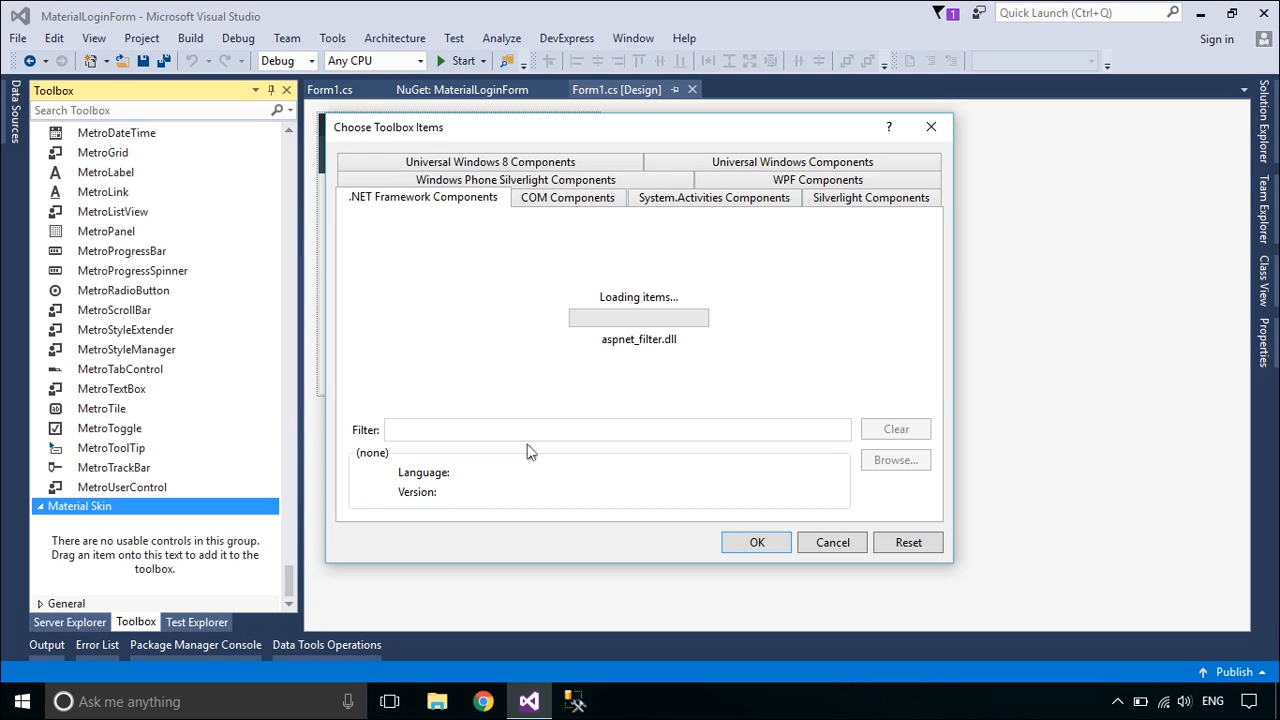 MaterialLoginForm - Microsoft Visual Studio
1
Quick Launch (Ctrl+Q)
File Edit View Project Build Debug Team Tools Architecture Test Analyze DevExpress Window Help
Sign in
Debug Any CPU Start
Data Sources
Toolbox
Search Toolbox
MetroDateTime
MetroGrid
MetroLabel
MetroLink
MetroListView
MetroPanel
MetroProgressBar
MetroProgressSpinner
MetroRadioButton
MetroScrollBar
MetroStyleExtender
MetroStyleManager
MetroTabControl
MetroTextBox
MetroTile
MetroToggle
MetroToolTip
MetroTrackBar
MetroUserControl
Material Skin
There are no usable controls in this group.
Drag an item onto this text to add it to the
toolbox.
General
Server Explorer Toolbox Test Explorer
Form1.cs NuGet: MaterialLoginForm Form1.cs [Design]
Choose Toolbox Items
?
Universal Windows 8 Components Universal Windows Components
Windows Phone Silverlight Components WPF Components
.NET Framework Components COM Components System.Activities Components Silverlight Components
Loading items...
aspnet_filter.dll
Filter:
Clear
(none)
Browse...
Language:
Version:
OK Cancel Reset
Solution Explorer
Team Explorer
Class View
Properties
Output Error List Package Manager Console Data Tools Operations
Publish
Ask me anything
ENG